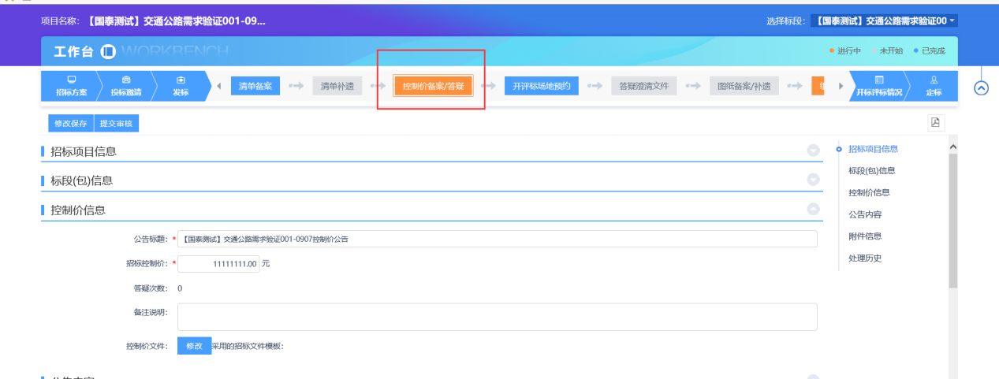 项目名称: 【国泰测试】交通公路需求验证001-09...
选择标段: 【国泰测试】交通公路需求验证00
工作台 WORKBENCH
进行中 未开始 已完成
招标方案 投标邀请 发标 清单备案 清单补遗 控制价备案/答疑 开评标场地预约 答疑澄清文件 图纸备案/补遗 开标评标情况 定标
修改保存 提交审核
招标项目信息
标段(包)信息
控制价信息
公告标题: * 【国泰测试】交通公路需求验证001-0907控制价公告
招标控制价: * 11111111.00 元
答疑次数: 0
备注说明:
控制价文件: 修改 采用的招标文件模板:
招标项目信息
标段(包)信息
控制价信息
公告内容
附件信息
处理历史